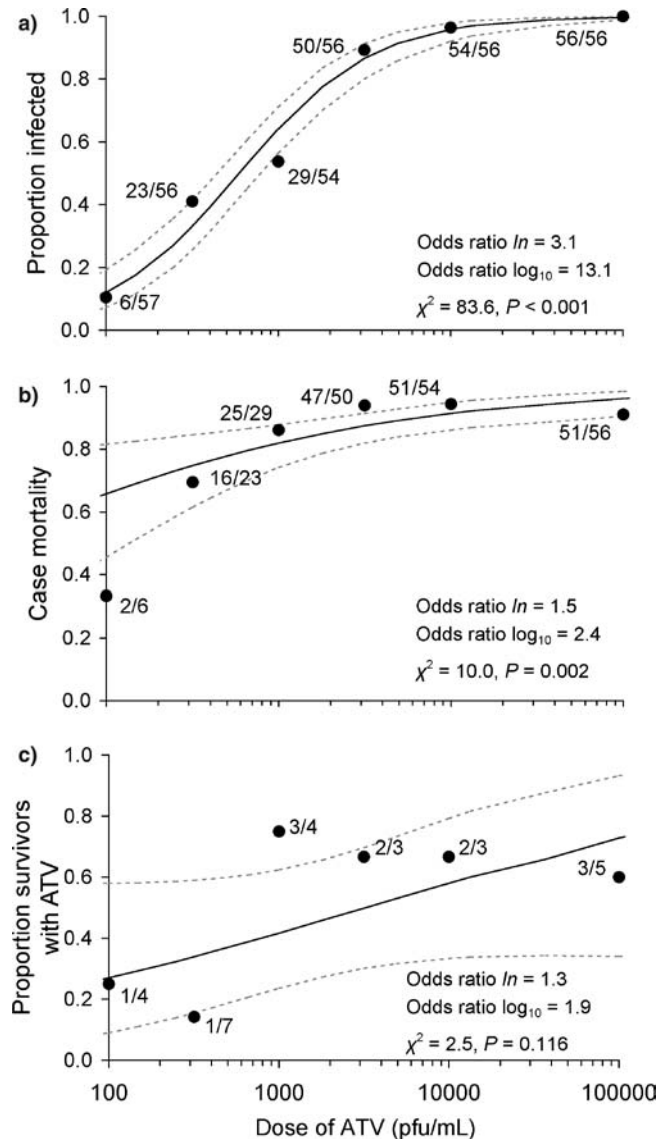 a)
Proportion infected
1.0
0.8
0.6
0.4
0.2
0.0
6/57
23/56
29/54
50/56
54/56
56/56
Odds ratio ln = 3.1
Odds ratio log₁₀ = 13.1
χ² = 83.6, P < 0.001
b)
Case mortality
1.0
0.8
0.6
0.4
0.2
0.0
2/6
16/23
25/29
47/50
51/54
51/56
Odds ratio ln = 1.5
Odds ratio log₁₀ = 2.4
χ² = 10.0, P = 0.002
c)
Proportion survivors
with ATV
1.0
0.8
0.6
0.4
0.2
0.0
1/4
1/7
3/4
2/3
2/3
3/5
Odds ratio ln = 1.3
Odds ratio log₁₀ = 1.9
χ² = 2.5, P = 0.116
100
1000
10000
100000
Dose of ATV (pfu/mL)